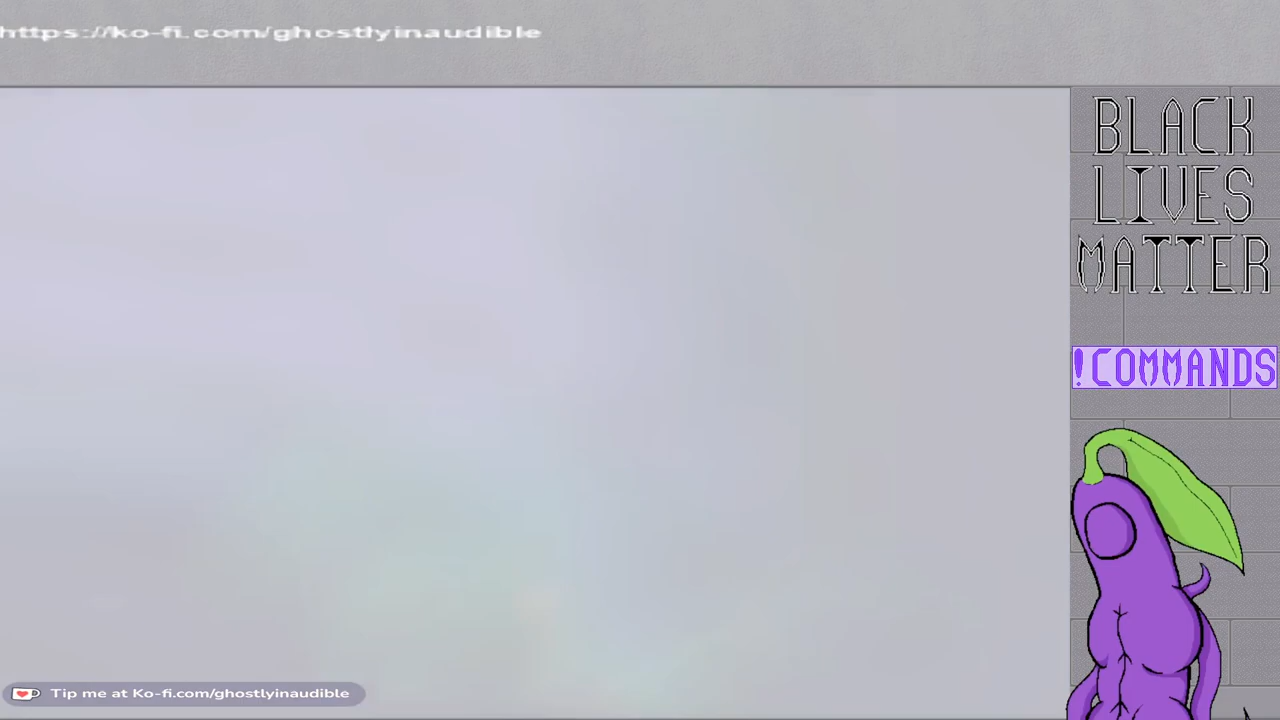 https://ko-fi.com/ghostlyinaudible
BLACK
LIVES
MATTER
!COMMANDS
Tip me at Ko-fi.com/ghostlyinaudible